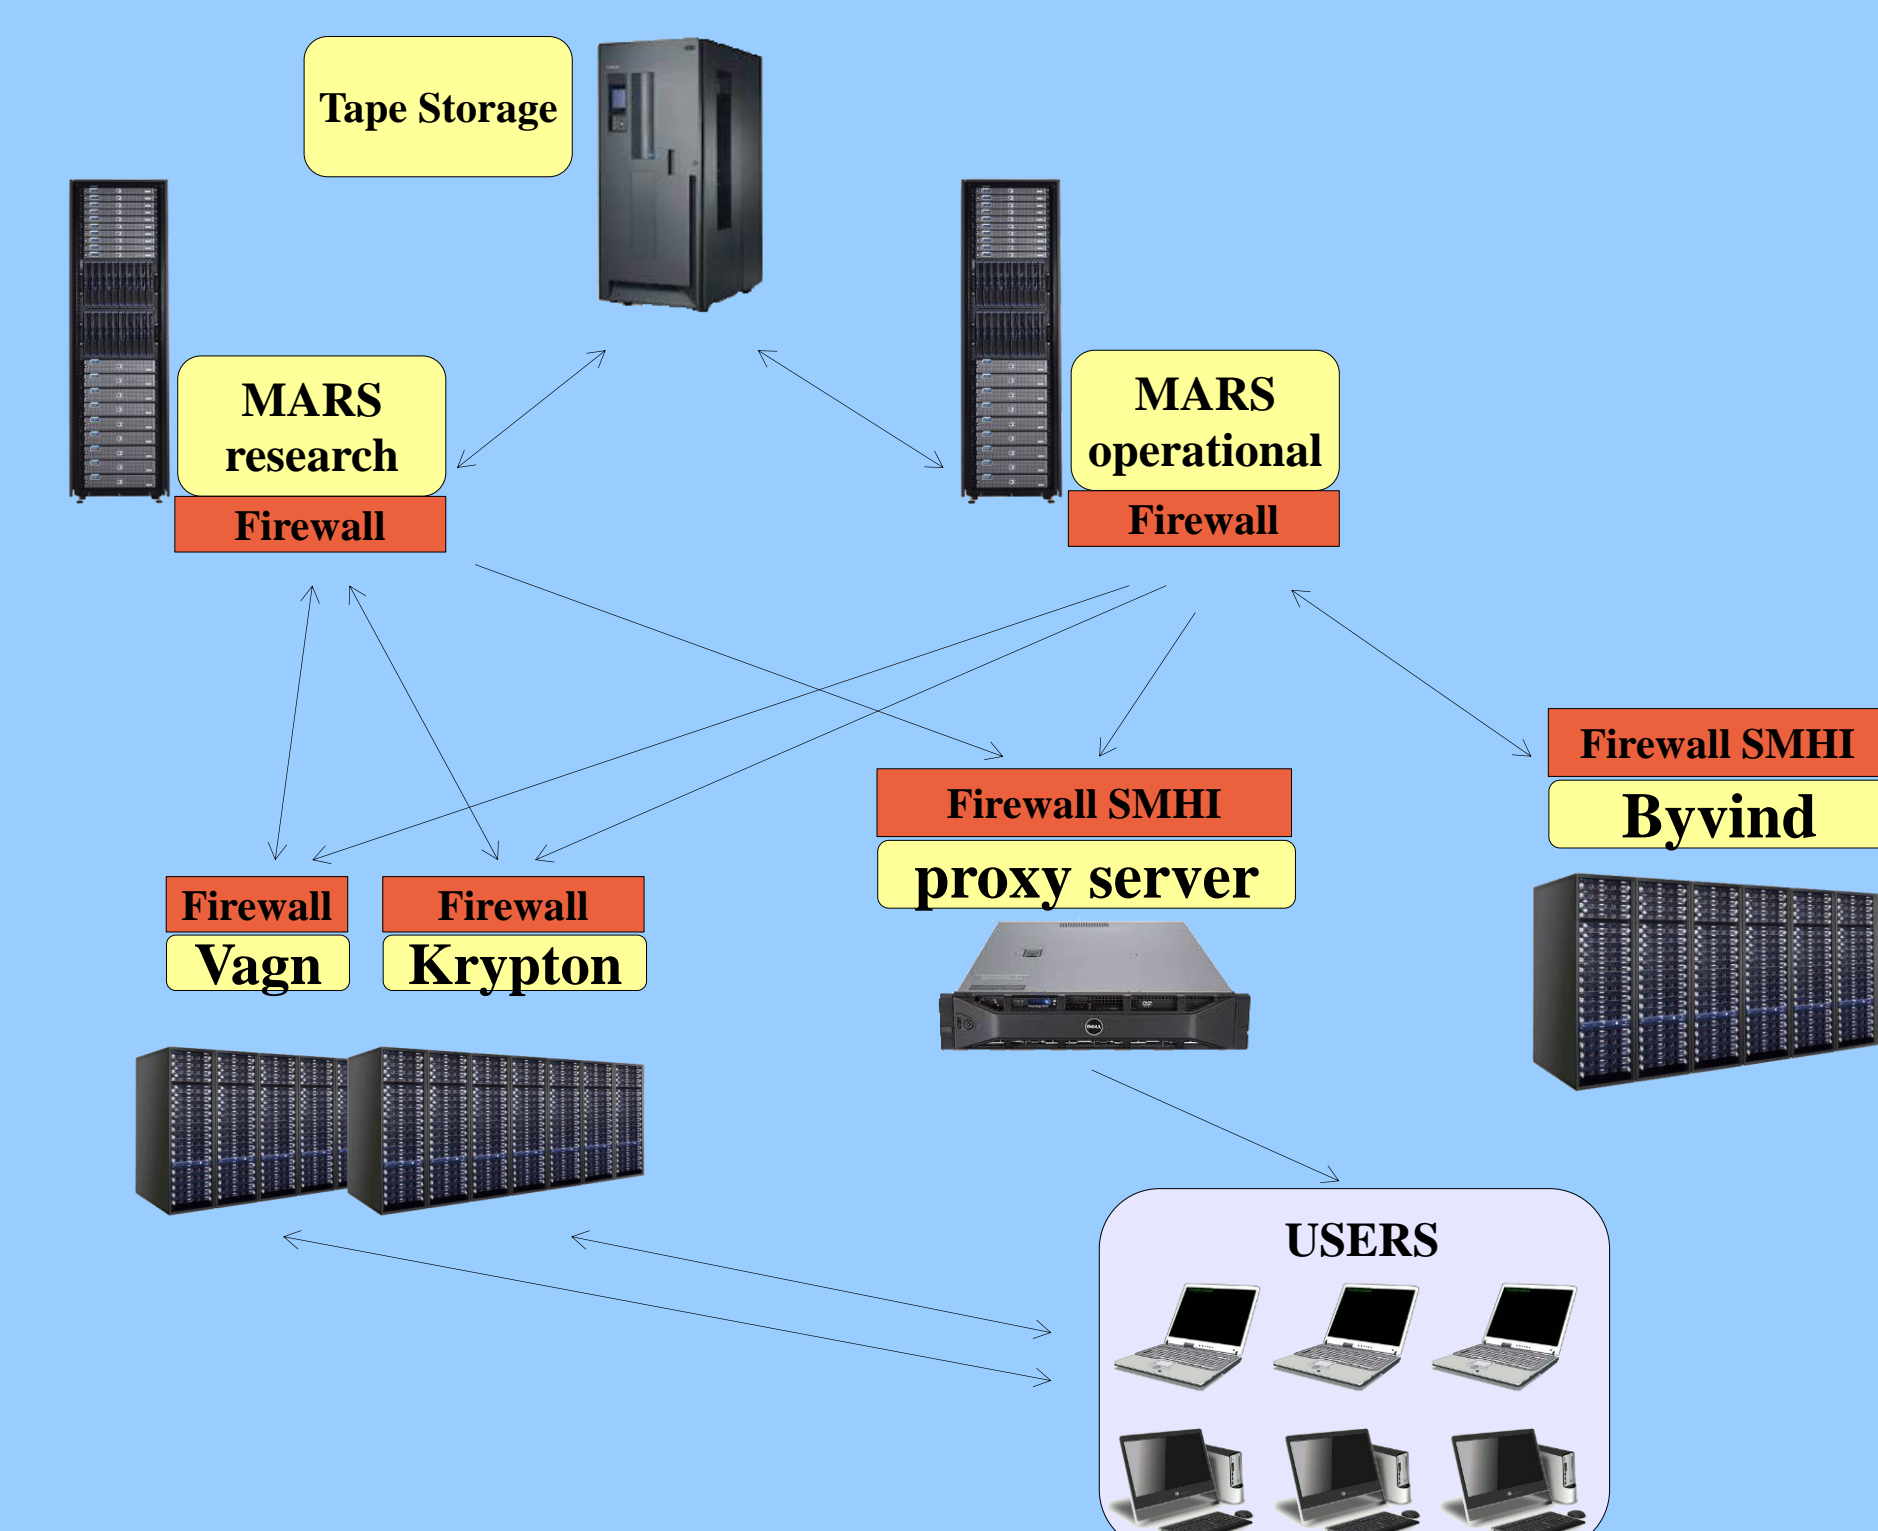 Tape Storage
MARS
research
Firewall
MARS
operational
Firewall
Firewall SMHI
Byvind
Firewall SMHI
proxy server
Firewall
Vagn
Firewall
Krypton
USERS